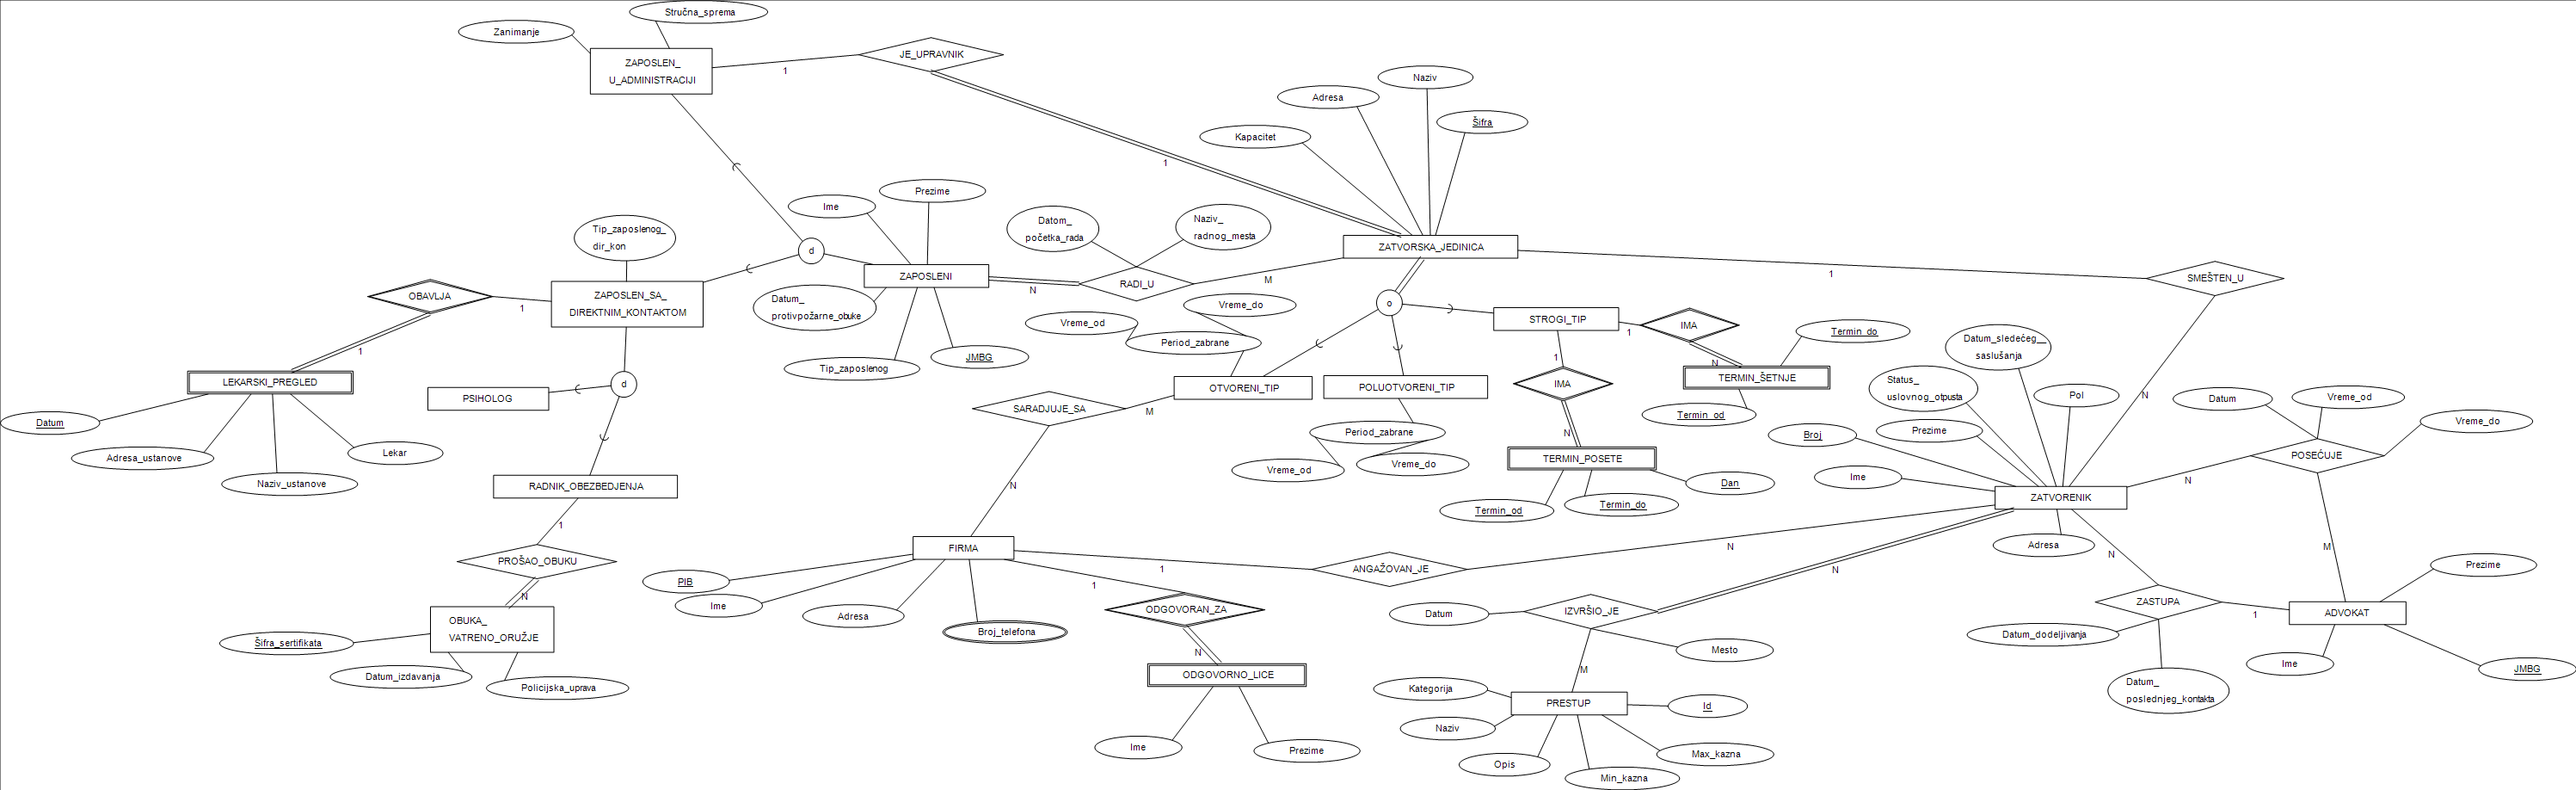 Stručna_sprema
Zanimanje
ZAPOSLEN_
U_ADMINISTRACIJI
1
JE_UPRAVNIK
1
Naziv
Adresa
Šifra
Kapacitet
ZATVORSKA_JEDINICA
Prezime
Ime
d
ZAPOSLENI
Datum_
protivpožarne_obuke
Tip_zaposlenog
JMBG
Datom_
početka_rada
Naziv_
radnog_mesta
N
RADI_U
M
Tip_zaposlenog_
dir_kon
ZAPOSLEN_SA_
DIREKTNIM_KONTAKTOM
1
OBAVLJA
1
LEKARSKI_PREGLED
Datum
Adresa_ustanove
Naziv_ustanove
Lekar
d
PSIHOLOG
RADNIK_OBEZBEDJENJA
1
PROŠAO_OBUKU
N
OBUKA_
VATRENO_ORUŽJE
Šifra_sertifikata
Datum_izdavanja
Policijska_uprava
o
Vreme_do
Vreme_od
Period_zabrane
OTVORENI_TIP
POLUOTVORENI_TIP
Period_zabrane
Vreme_od
Vreme_do
STROGI_TIP
1
IMA
N
TERMIN_ŠETNJE
Termin_do
Termin_od
1
IMA
N
TERMIN_POSETE
Termin_od
Termin_do
Dan
M
SARADJUJE_SA
N
FIRMA
PIB
Ime
Adresa
Broj_telefona
1
ANGAŽOVAN_JE
N
1
ODGOVORAN_ZA
N
ODGOVORNO_LICE
Ime
Prezime
1
SMEŠTEN_U
N
Datum_sledećeg__
saslušanja
Status_
uslovnog_otpusta
Pol
Prezime
Broj
Ime
ZATVORENIK
Adresa
N
IZVRŠIO_JE
Datum
Mesto
M
PRESTUP
Kategorija
Naziv
Opis
Min_kazna
Max_kazna
Id
Datum
Vreme_od
Vreme_do
POSEĆUJE
N
M
N
ZASTUPA
1
Datum_dodeljivanja
Datum_
poslednjeg_kontakta
ADVOKAT
Prezime
Ime
JMBG